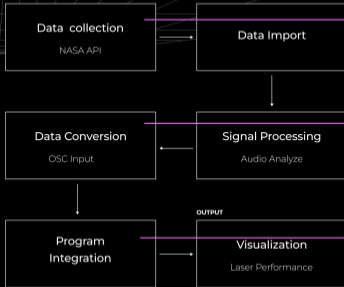 Data collection
NASA API
Data Import
Data Conversion
OSC Input
Signal Processing
Audio Analyze
Program
Integration
OUTPUT
Visualization
Laser Performance